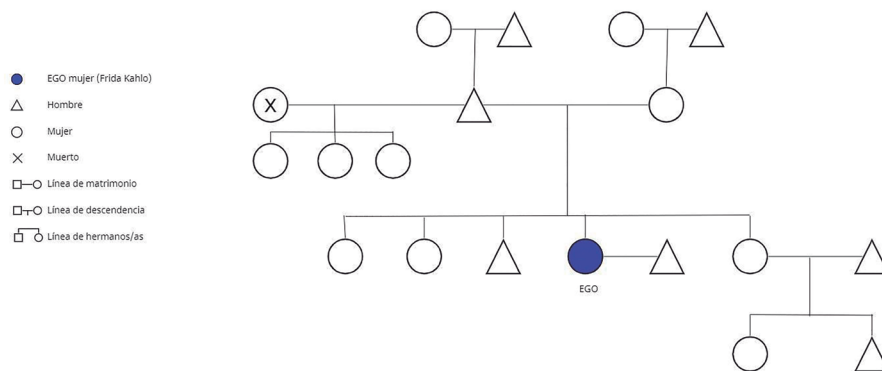 EGO mujer (Frida Kahlo)
Hombre
Mujer
Muerto
Línea de matrimonio
Línea de descendencia
Línea de hermanos/as
X
EGO